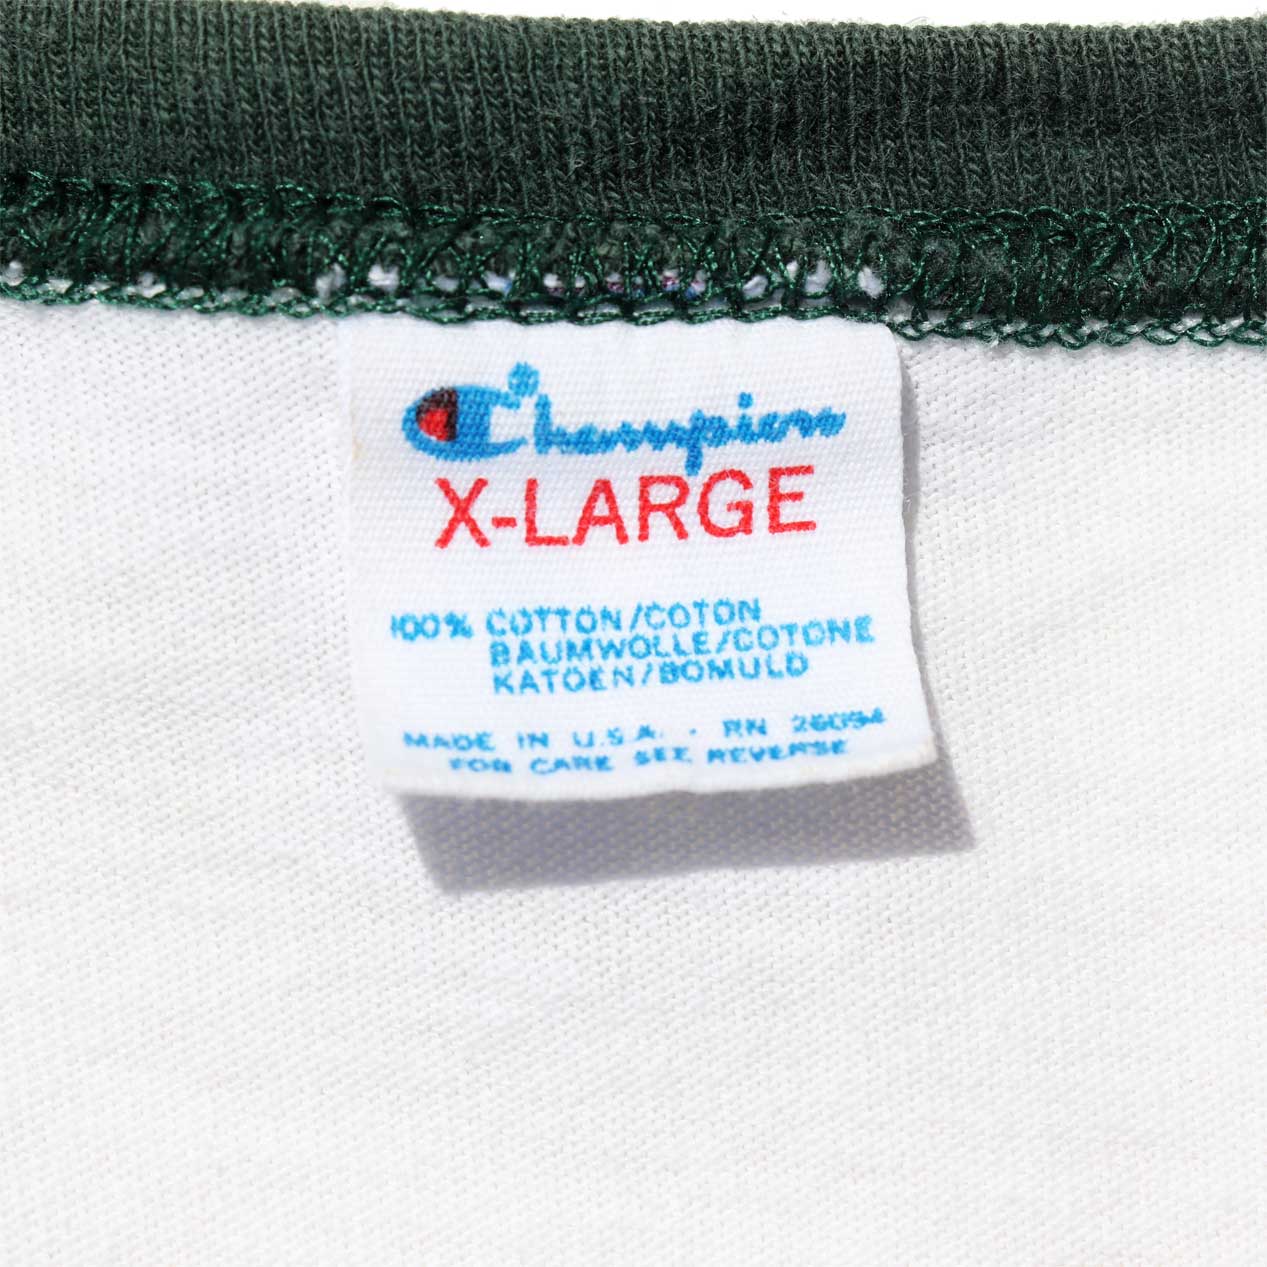 Champion
X-LARGE
100% COTTON/COTON
BAUMWOLLE/COTONE
KATOEN/BOMULD
MADE IN U.S.A. · RN 26094
FOR CARE SEE REVERSE